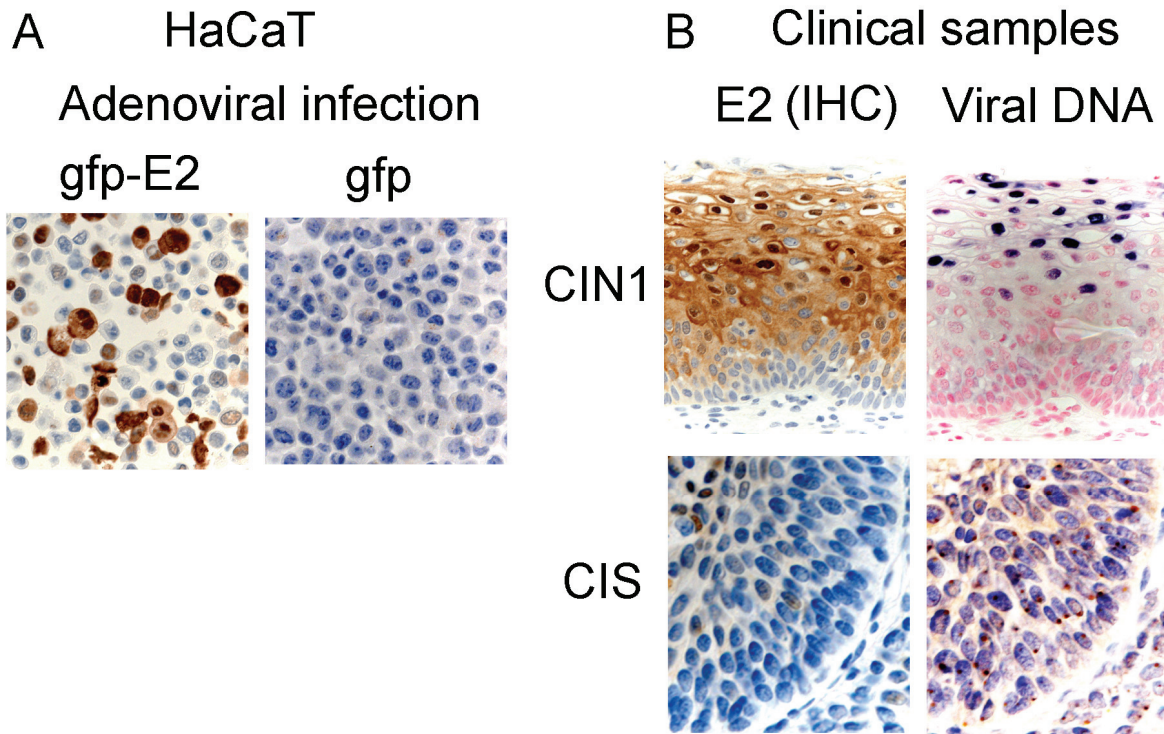 A HaCaT
Adenoviral infection
gfp-E2 gfp
B Clinical samples
E2 (IHC) Viral DNA
CIN1
CIS